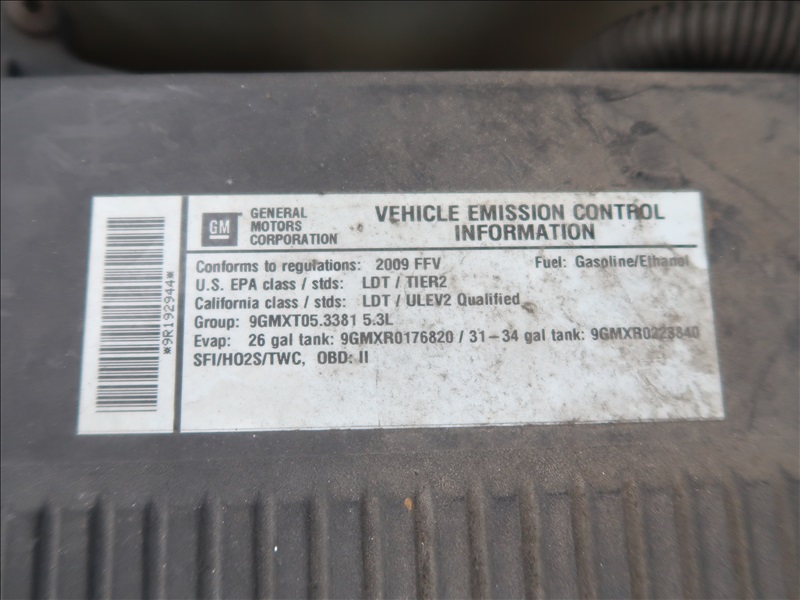 *9R192944*
GM
GENERAL
MOTORS
CORPORATION
VEHICLE EMISSION CONTROL
INFORMATION
Conforms to regulations: 2009 FFV Fuel: Gasoline/Ethanol
U.S. EPA class / stds: LDT / TIER2
California class / stds: LDT / ULEV2 Qualified
Group: 9GMXT05.3381 5.3L
Evap: 26 gal tank: 9GMXR0176820 / 31-34 gal tank: 9GMXR0223840
SFI/HO2S/TWC, OBD: II